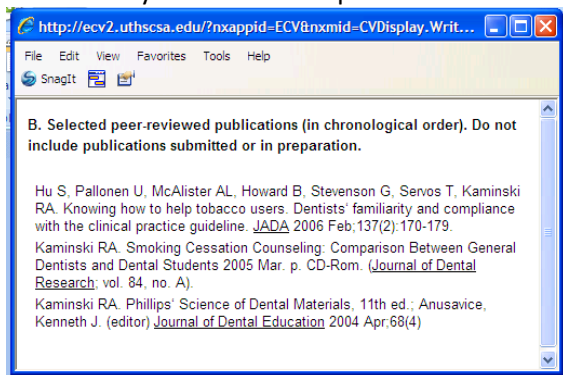 http://ecv2.uthscsa.edu/?nxappid=ECV&nxmid=CVDisplay.Writ...
File Edit View Favorites Tools Help
SnagIt
B. Selected peer-reviewed publications (in chronological order). Do not
include publications submitted or in preparation.
Hu S, Pallonen U, McAlister AL, Howard B, Stevenson G, Servos T, Kaminski
RA. Knowing how to help tobacco users. Dentists' familiarity and compliance
with the clinical practice guideline. JADA 2006 Feb;137(2):170-179.
Kaminski RA. Smoking Cessation Counseling: Comparison Between General
Dentists and Dental Students 2005 Mar. p. CD-Rom. (Journal of Dental
Research; vol. 84, no. A).
Kaminski RA. Phillips' Science of Dental Materials, 11th ed.; Anusavice,
Kenneth J. (editor) Journal of Dental Education 2004 Apr;68(4)